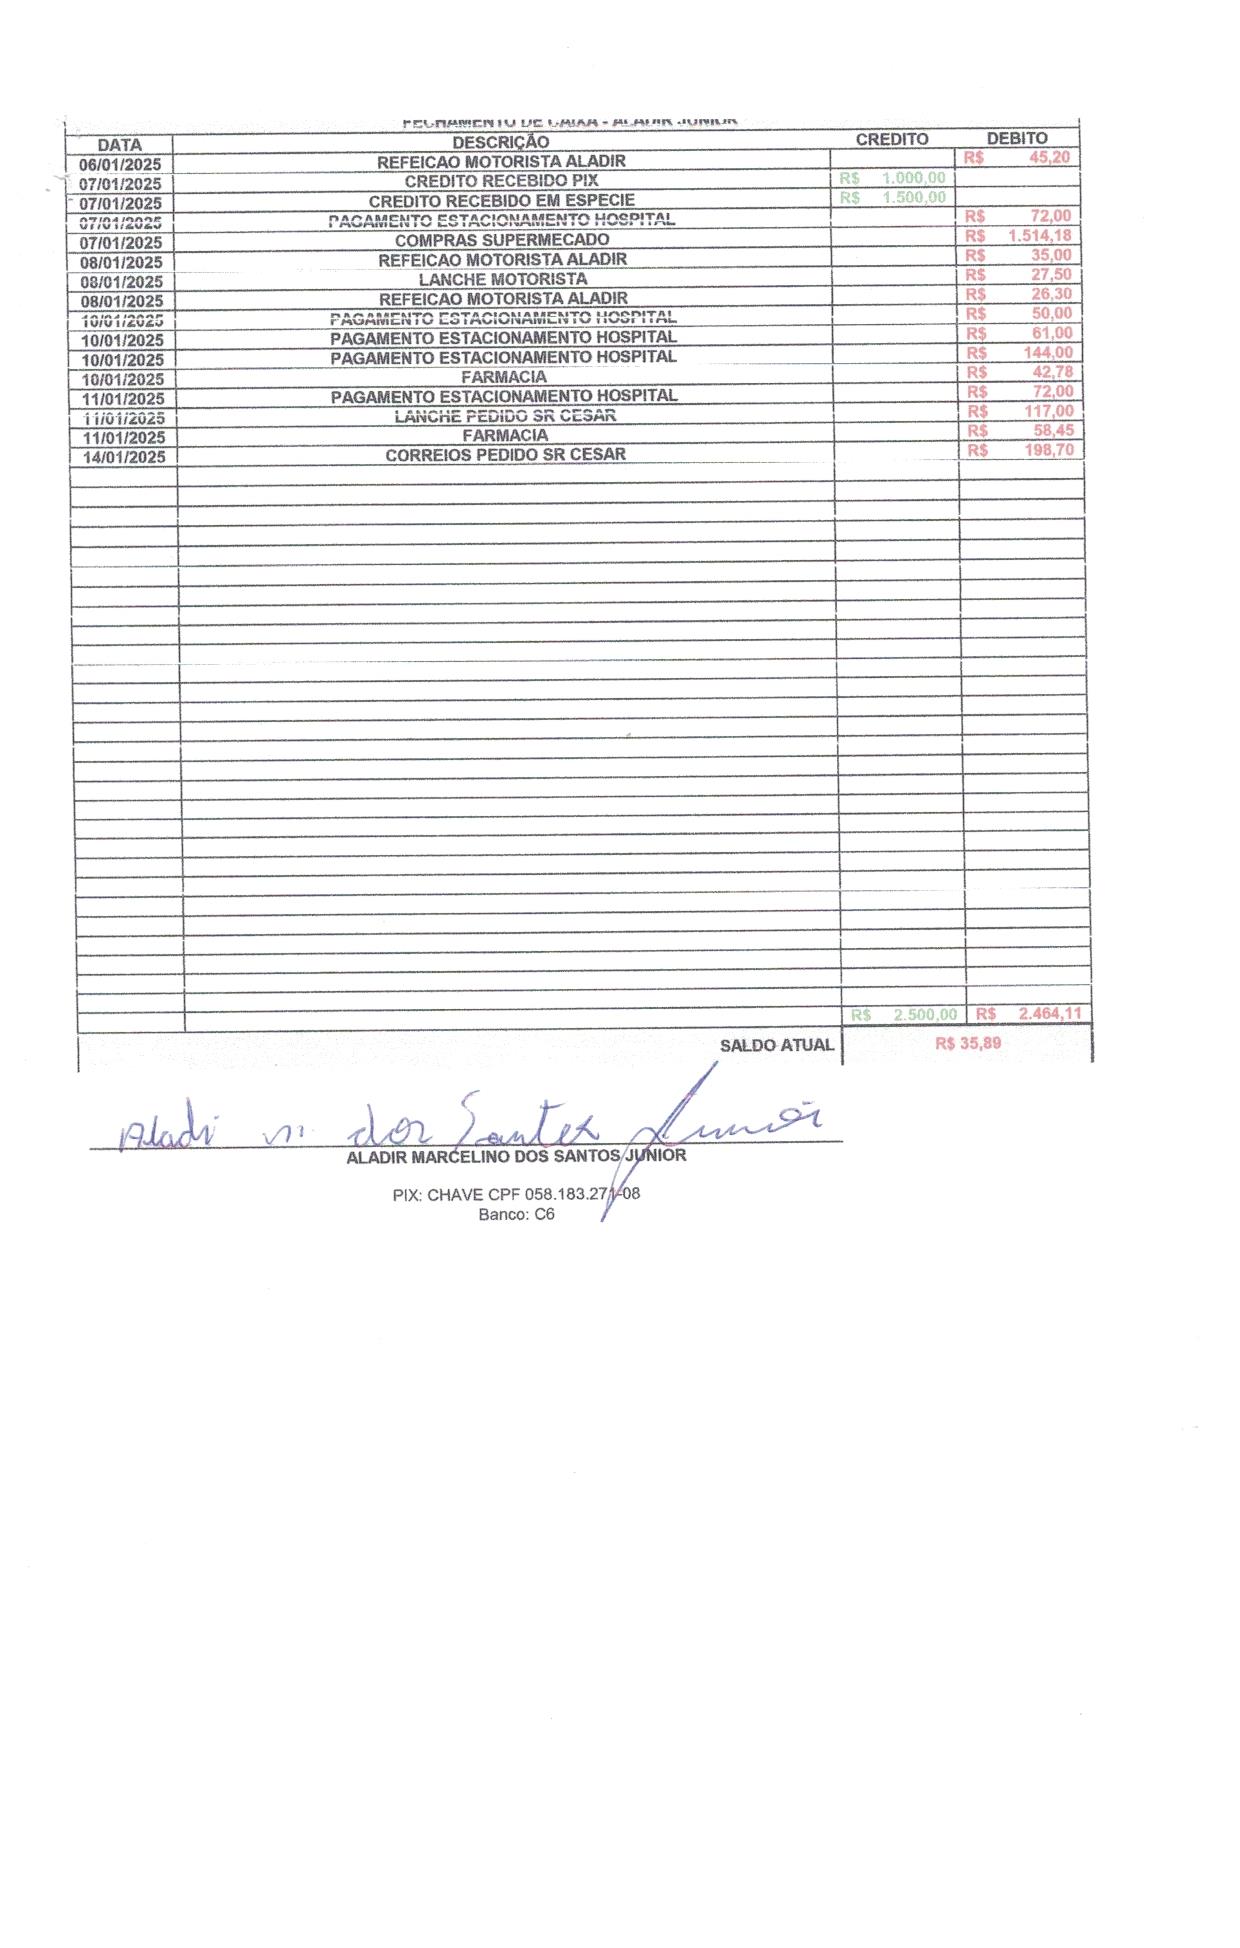 FECHAMENTO DE CAIXA - ALADIR JUNIOR
DATA DESCRIÇÃO CREDITO DEBITO
06/01/2025 REFEICAO MOTORISTA ALADIR R$ 45,20
07/01/2025 CREDITO RECEBIDO PIX R$ 1.000,00
07/01/2025 CREDITO RECEBIDO EM ESPECIE R$ 1.500,00
07/01/2025 PAGAMENTO ESTACIONAMENTO HOSPITAL R$ 72,00
07/01/2025 COMPRAS SUPERMECADO R$ 1.514,18
08/01/2025 REFEICAO MOTORISTA ALADIR R$ 35,00
08/01/2025 LANCHE MOTORISTA R$ 27,50
08/01/2025 REFEICAO MOTORISTA ALADIR R$ 26,30
10/01/2025 PAGAMENTO ESTACIONAMENTO HOSPITAL R$ 50,00
10/01/2025 PAGAMENTO ESTACIONAMENTO HOSPITAL R$ 61,00
10/01/2025 PAGAMENTO ESTACIONAMENTO HOSPITAL R$ 144,00
10/01/2025 FARMACIA R$ 42,78
11/01/2025 PAGAMENTO ESTACIONAMENTO HOSPITAL R$ 72,00
11/01/2025 LANCHE PEDIDO SR CESAR R$ 117,00
11/01/2025 FARMACIA R$ 58,45
14/01/2025 CORREIOS PEDIDO SR CESAR R$ 198,70
R$ 2.500,00 R$ 2.464,11
SALDO ATUAL R$ 35,89
Aladi m dos Santos Junior
ALADIR MARCELINO DOS SANTOS JUNIOR
PIX: CHAVE CPF 058.183.271-08
Banco: C6